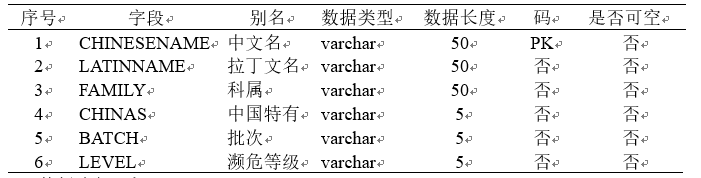 序号 字段 别名 数据类型 数据长度 码 是否可空
1 CHINESENAME 中文名 varchar 50 PK 否
2 LATINNAME 拉丁文名 varchar 50 否 否
3 FAMILY 科属 varchar 50 否 否
4 CHINAS 中国特有 varchar 5 否 否
5 BATCH 批次 varchar 5 否 否
6 LEVEL 濒危等级 varchar 5 否 否